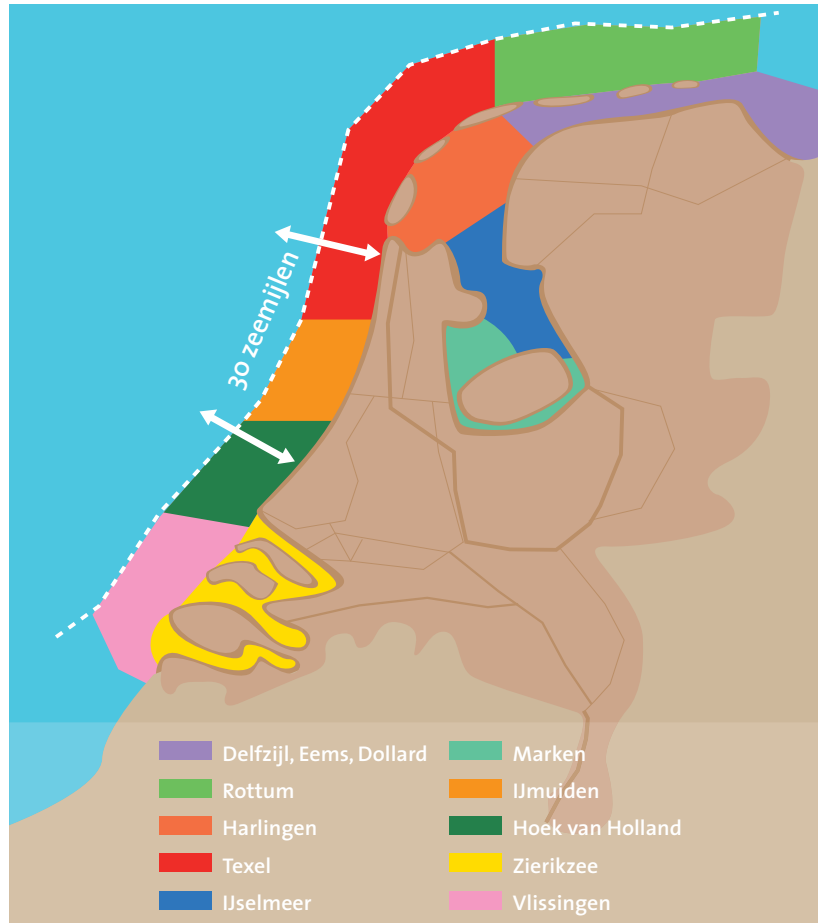 30 zeemijlen
Delfzijl, Eems, Dollard
Rottum
Harlingen
Texel
IJselmeer
Marken
IJmuiden
Hoek van Holland
Zierikzee
Vlissingen